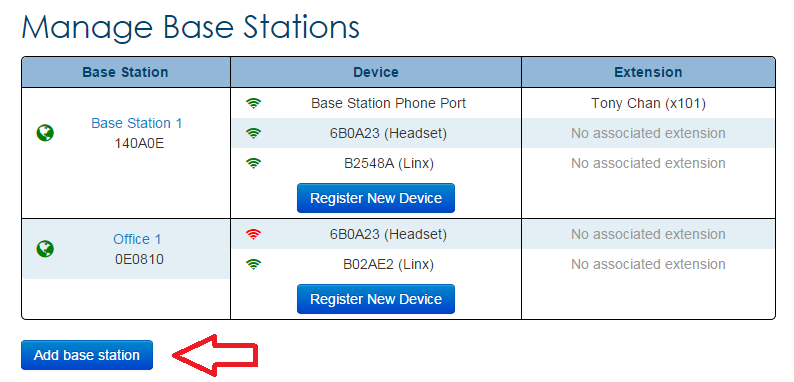 Manage Base Stations
Base Station Device Extension
Base Station Phone Port Tony Chan (x101)
Base Station 1
140A0E
6B0A23 (Headset) No associated extension
B2548A (Linx) No associated extension
Register New Device
Office 1
0E0810
6B0A23 (Headset) No associated extension
B02AE2 (Linx) No associated extension
Register New Device
Add base station